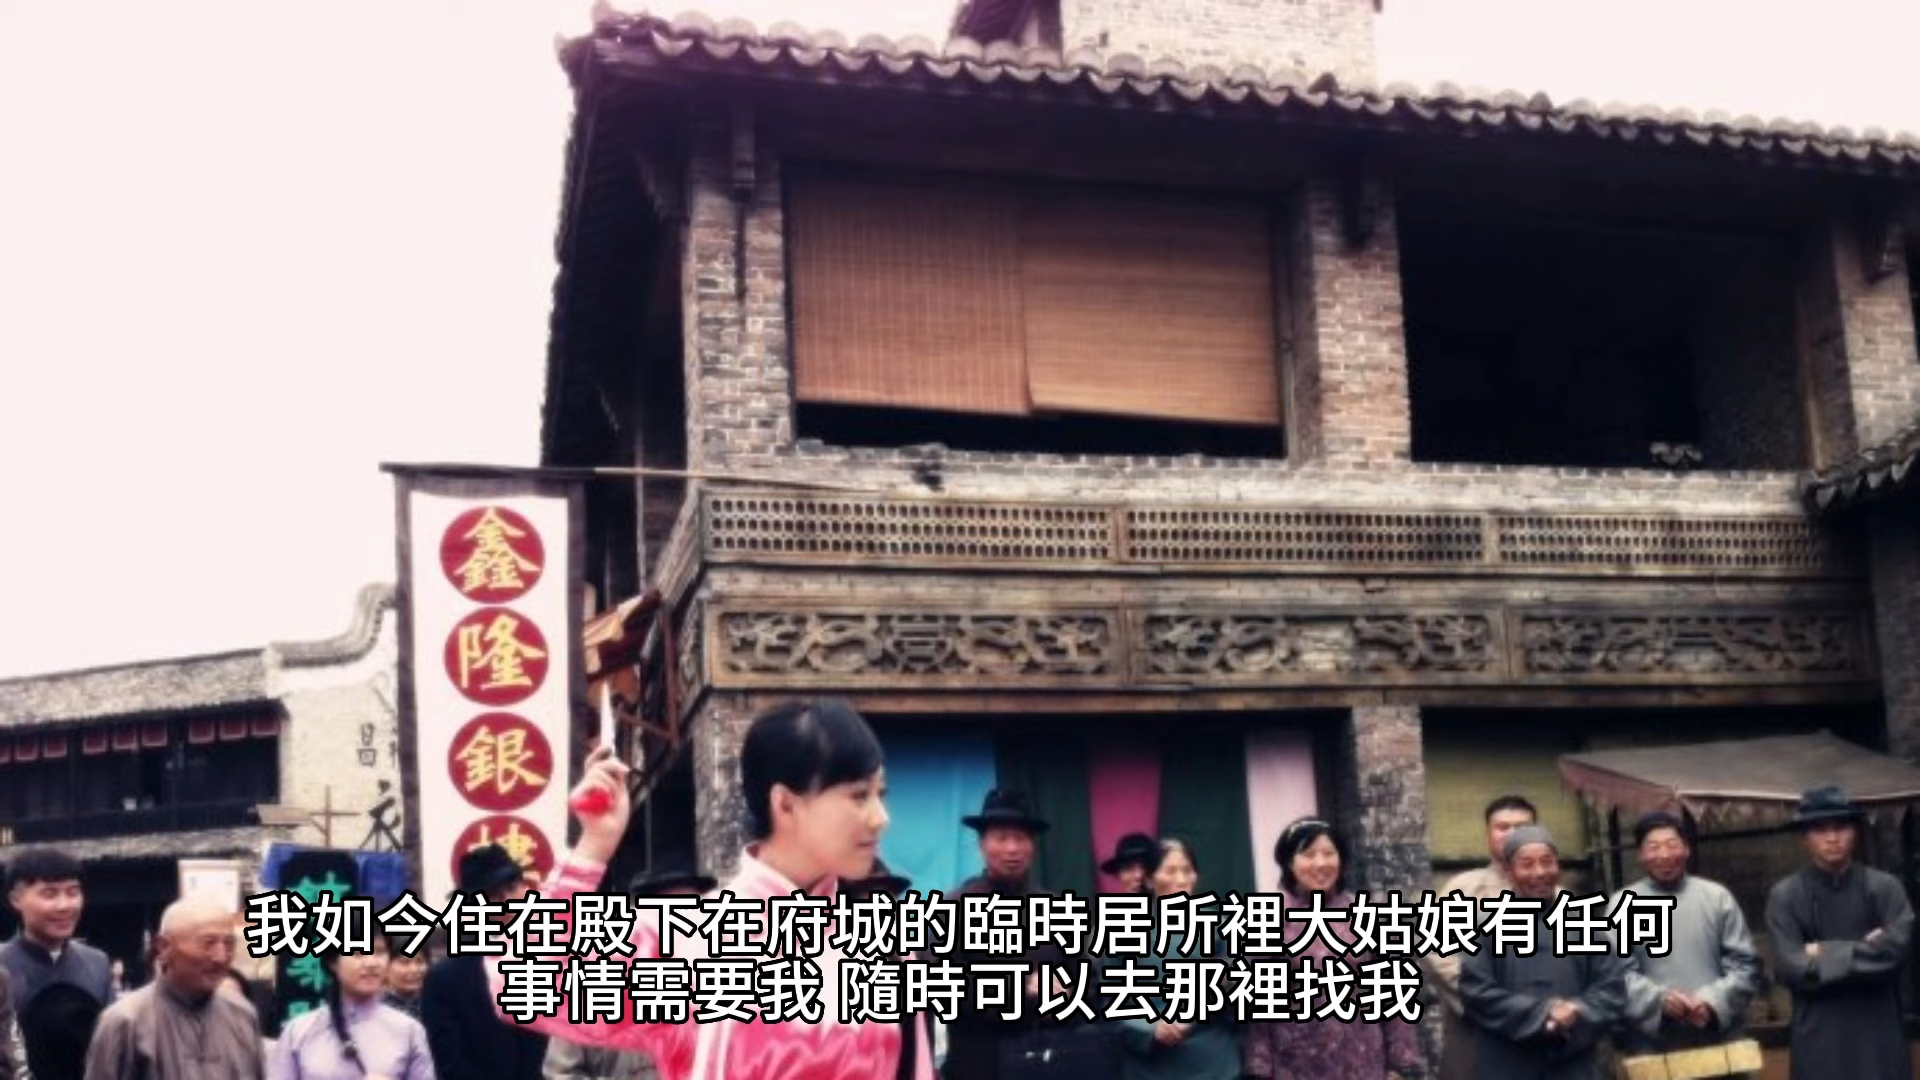 鑫
隆
銀
樓
昌
我如今住在殿下在府城的臨時居所裡大姑娘有任何
事情需要我 隨時可以去那裡找我